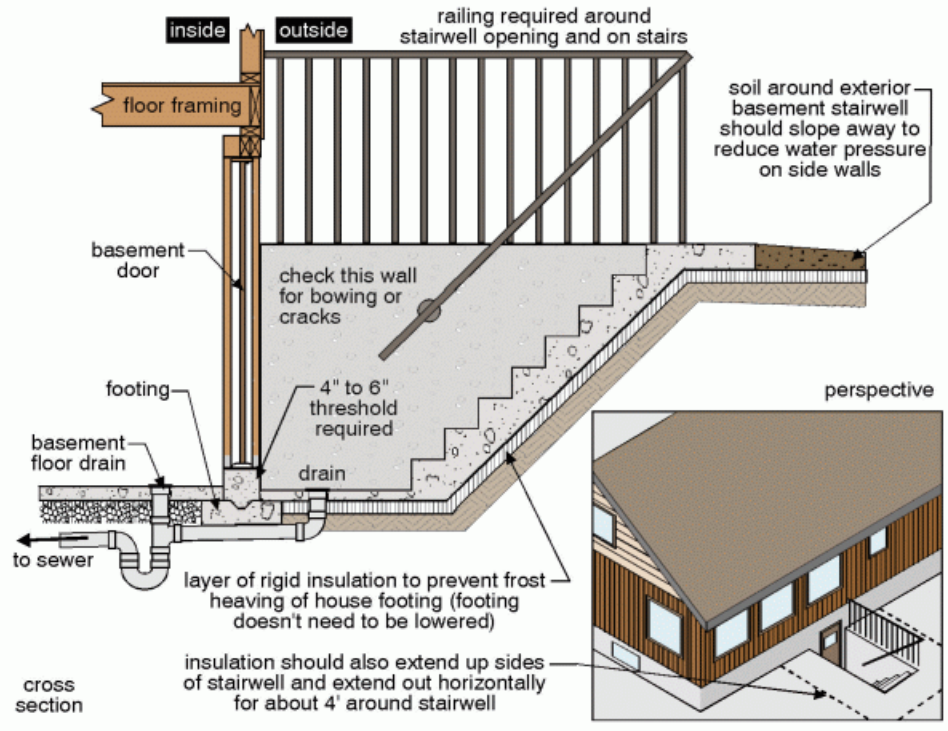 inside
outside
railing required around
stairwell opening and on stairs
floor framing
soil around exterior
basement stairwell
should slope away to
reduce water pressure
on side walls
basement
door
check this wall
for bowing or
cracks
footing
4" to 6"
threshold
required
perspective
basement
floor drain
drain
to sewer
layer of rigid insulation to prevent frost
heaving of house footing (footing
doesn't need to be lowered)
insulation should also extend up sides
of stairwell and extend out horizontally
for about 4' around stairwell
cross
section